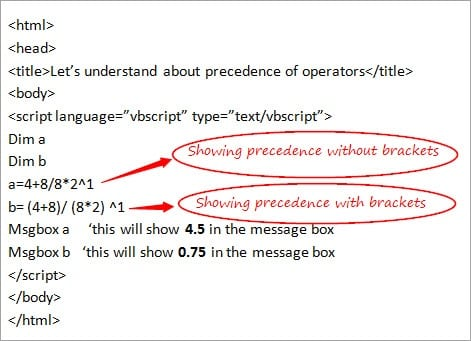 <html>
<head>
<title>Let’s understand about precedence of operators</title>
<body>
<script language=”vbscript” type=”text/vbscript”>
Dim a
Showing precedence without brackets
Dim b
a=4+8/8*2^1
Showing precedence with brackets
b= (4+8)/ (8*2) ^1
Msgbox a ‘this will show 4.5 in the message box
Msgbox b ‘this will show 0.75 in the message box
</script>
</body>
</html>